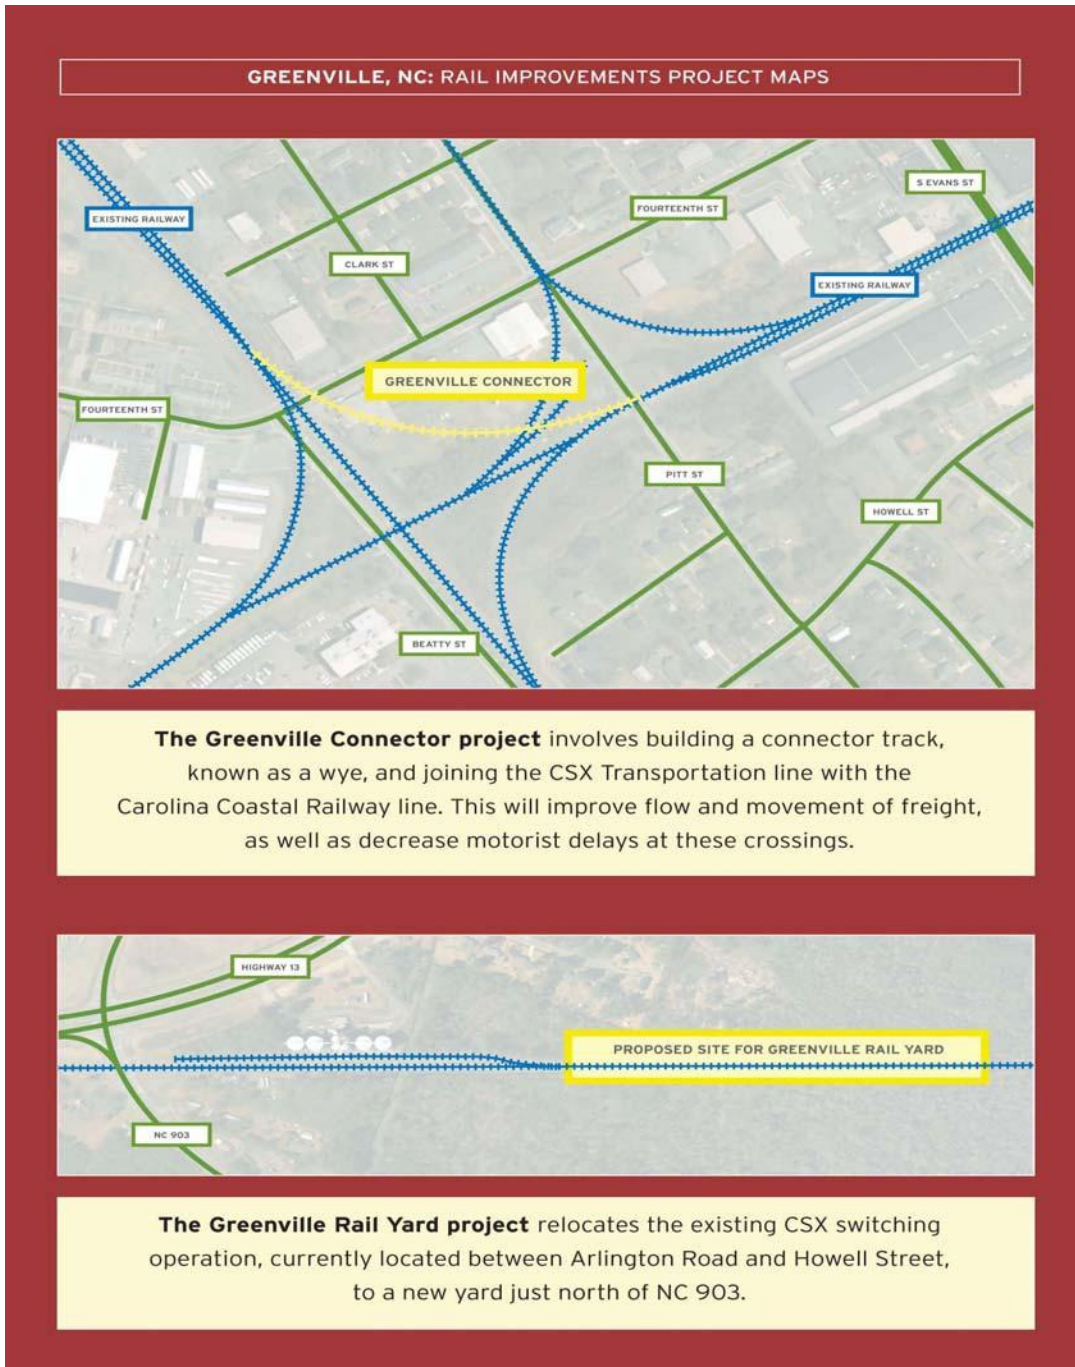 GREENVILLE, NC: RAIL IMPROVEMENTS PROJECT MAPS
S EVANS ST
FOURTEENTH ST
EXISTING RAILWAY
CLARK ST
EXISTING RAILWAY
GREENVILLE CONNECTOR
FOURTEENTH ST
PITT ST
HOWELL ST
BEATTY ST
The Greenville Connector project involves building a connector track,
known as a wye, and joining the CSX Transportation line with the
Carolina Coastal Railway line. This will improve flow and movement of freight,
as well as decrease motorist delays at these crossings.
HIGHWAY 13
PROPOSED SITE FOR GREENVILLE RAIL YARD
NC 903
The Greenville Rail Yard project relocates the existing CSX switching
operation, currently located between Arlington Road and Howell Street,
to a new yard just north of NC 903.